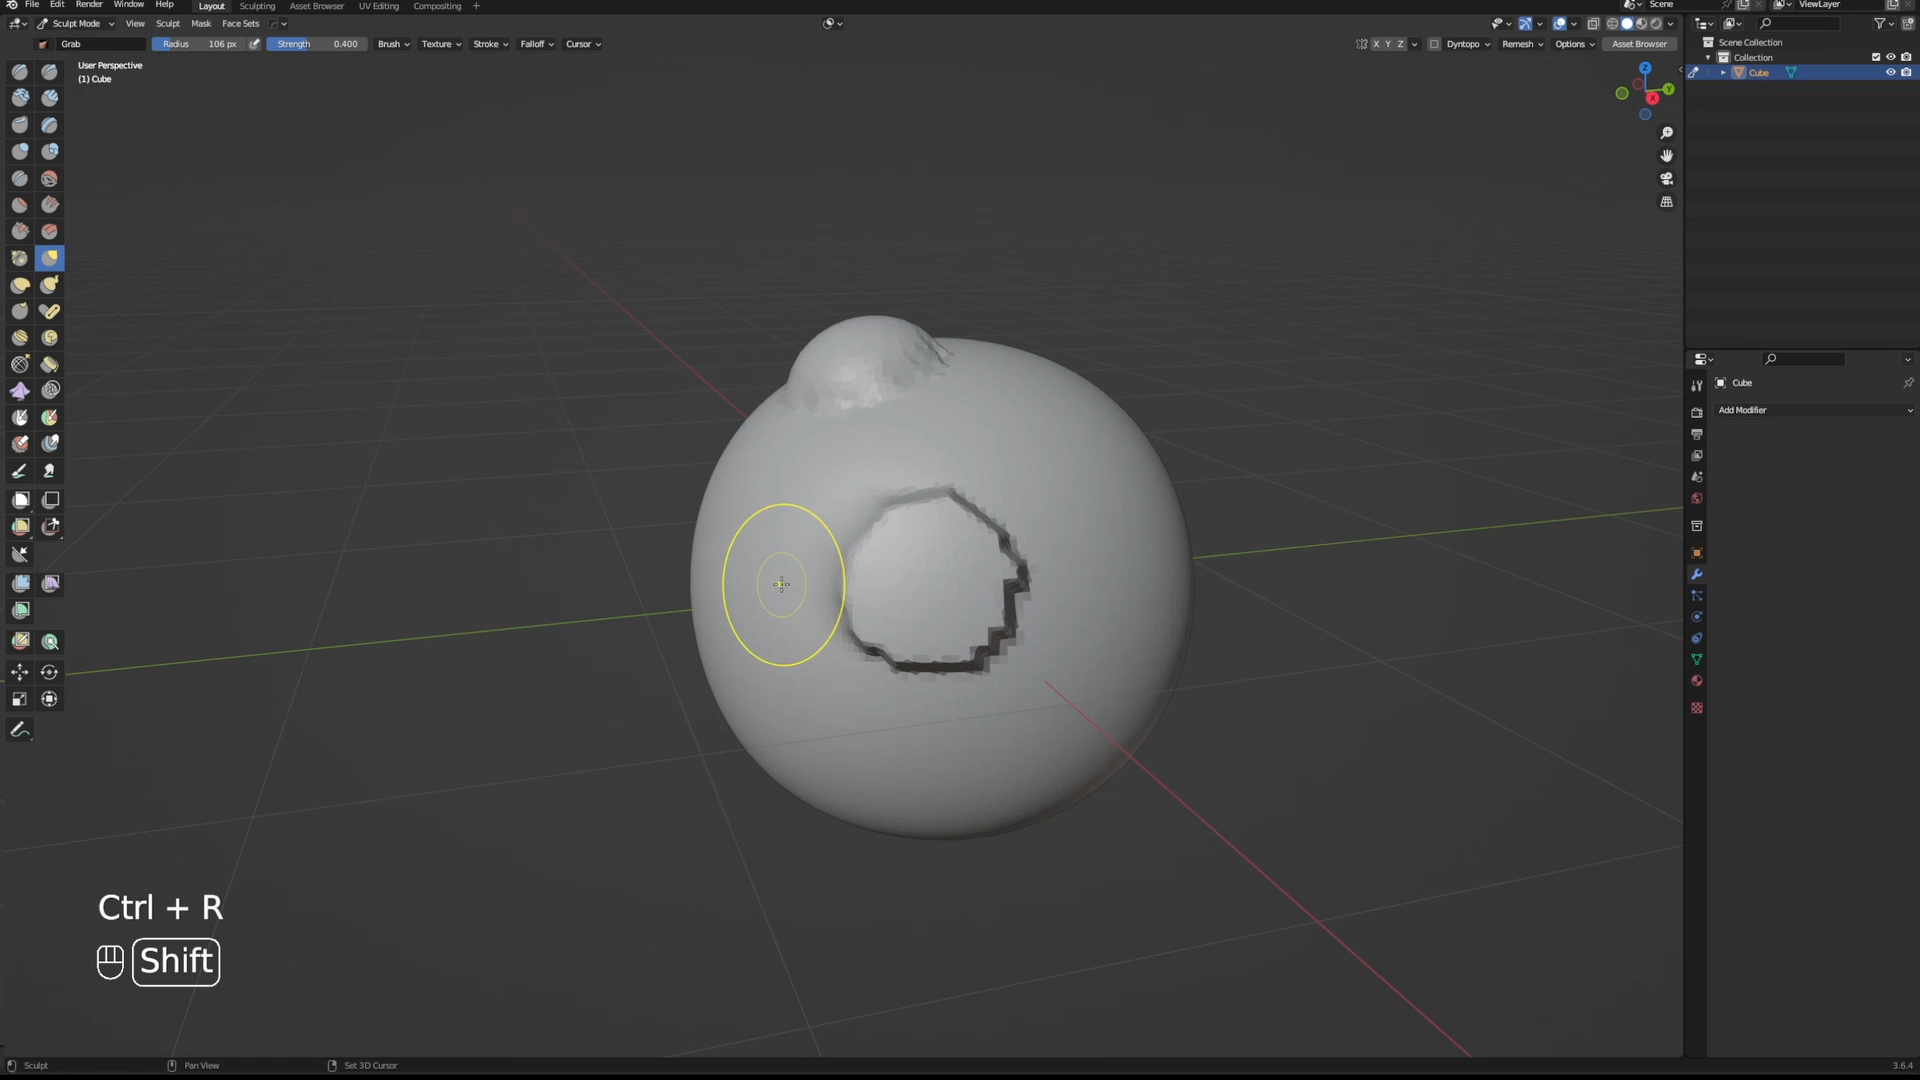 File Edit Render Window Help Layout Sculpting Asset Browser UV Editing Compositing + Scene ViewLayer
Sculpt Mode View Sculpt Mask Face Sets
Grab Radius 106 px Strength 0.400 Brush Texture Stroke Falloff Cursor X Y Z Dyntopo Remesh Options Asset Browser
User Perspective
(1) Cube
Scene Collection
Collection
Cube
Z
Y
X
Cube
Add Modifier
Ctrl + R
Shift
Sculpt Pan View Set 3D Cursor 3.6.4